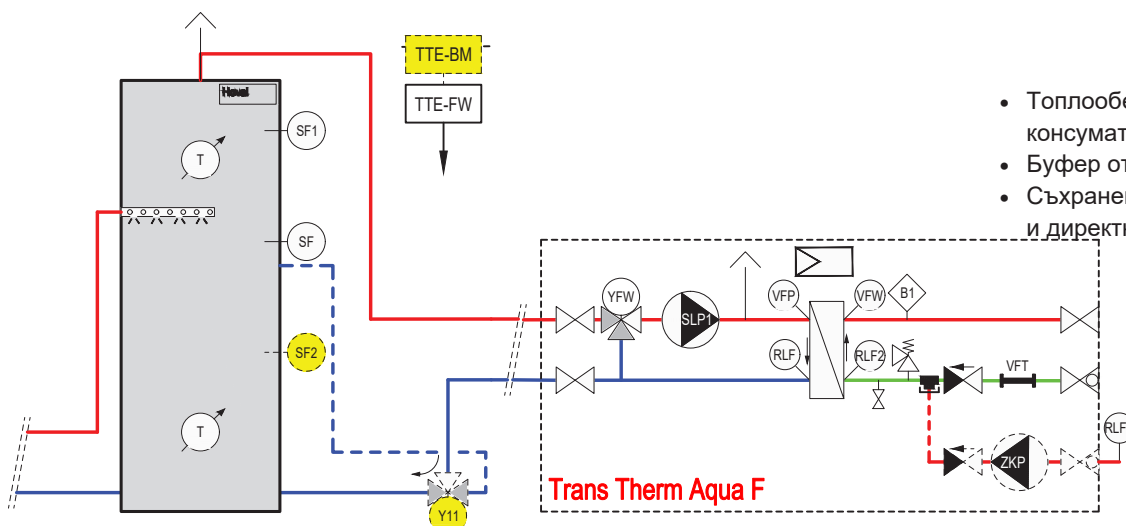 TTE-BM
TTE-FW
Hoval
SF1
T
SF
SF2
T
Y11
• Топлообе
консумат
• Буфер от
• Съхране
и директ
YFW
SLP1
VFP
VFW
B1
RLF
RLF2
VFT
ZKP
RLF
Trans Therm Aqua F